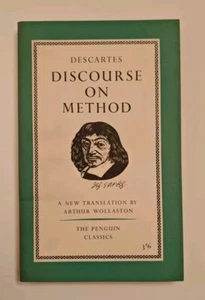 DESCARTES
DISCOURSE
ON
METHOD
A NEW TRANSLATION BY
ARTHUR WOLLASTON
THE PENGUIN
CLASSICS
3'6